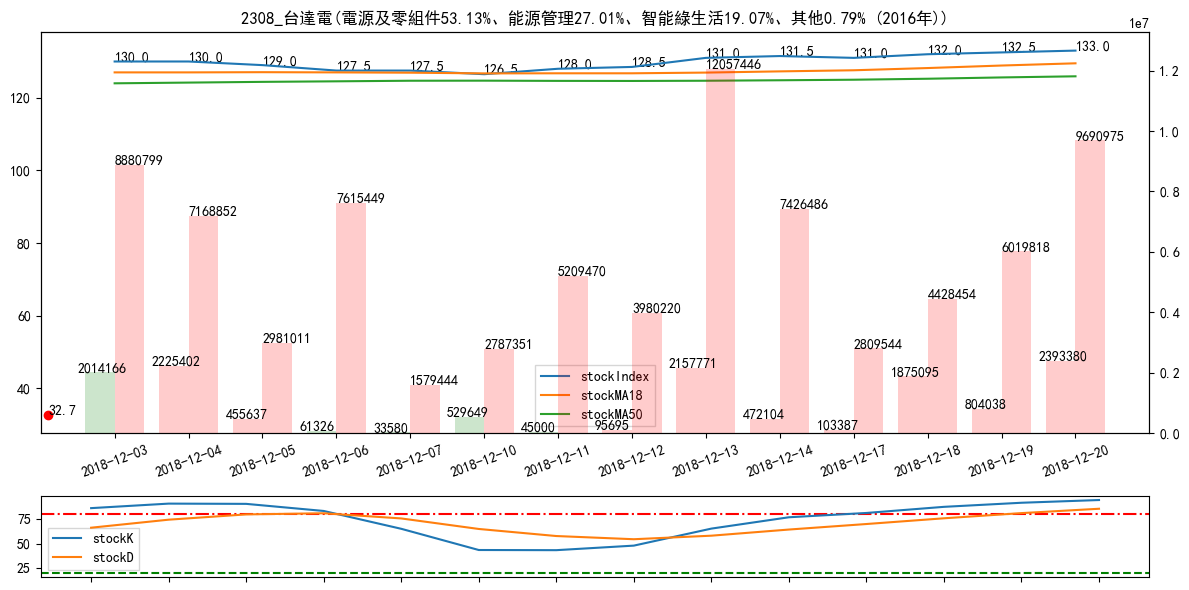 2308_台達電(電源及零組件53.13%、能源管理27.01%、智能綠生活19.07%、其他0.79% (2016年))
1e7
130.0 130.0 129.0 127.5 127.5 126.5 128.0 128.5 131.0 131.5 131.0 132.0 132.5 133.0
120 100 80 60 40
1.2 1.0 0.8 0.6 0.4 0.2 0.0
8880799 7168852 2981011 7615449 1579444 2787351 5209470 3980220 12057446 7426486 2809544 4428454 6019818 9690975
2014166 2225402 455637 61326 33580 529649 45000 95695 2157771 472104 103387 1875095 804038 2393380
32.7
stockIndex
stockMA18
stockMA50
2018-12-03 2018-12-04 2018-12-05 2018-12-06 2018-12-07 2018-12-10 2018-12-11 2018-12-12 2018-12-13 2018-12-14 2018-12-17 2018-12-18 2018-12-19 2018-12-20
75
50
25
stockK
stockD